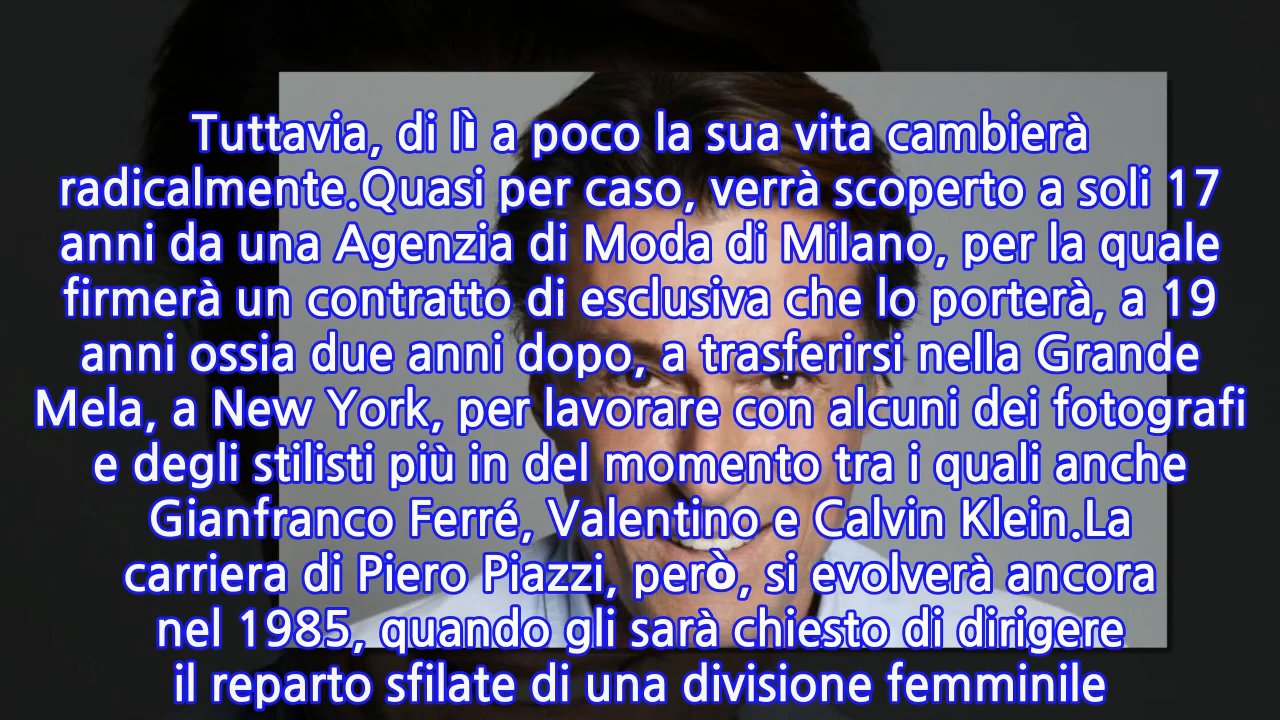 Tuttavia, di lì a poco la sua vita cambierà
radicalmente.Quasi per caso, verrà scoperto a soli 17
anni da una Agenzia di Moda di Milano, per la quale
firmerà un contratto di esclusiva che lo porterà, a 19
anni ossia due anni dopo, a trasferirsi nella Grande
Mela, a New York, per lavorare con alcuni dei fotografi
e degli stilisti più in del momento tra i quali anche
Gianfranco Ferré, Valentino e Calvin Klein.La
carriera di Piero Piazzi, però, si evolverà ancora
nel 1985, quando gli sarà chiesto di dirigere
il reparto sfilate di una divisione femminile